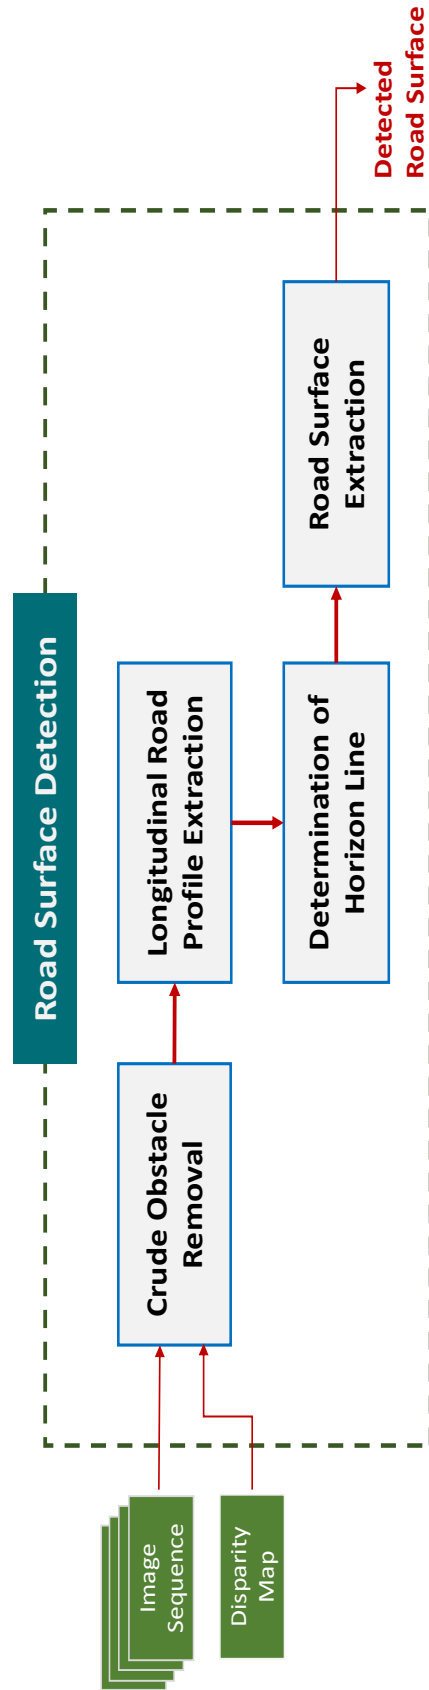 Road Surface Detection
Image
Sequence
Disparity
Map
Crude Obstacle
Removal
Longitudinal Road
Profile Extraction
Determination of
Horizon Line
Road Surface
Extraction
Detected
Road Surface